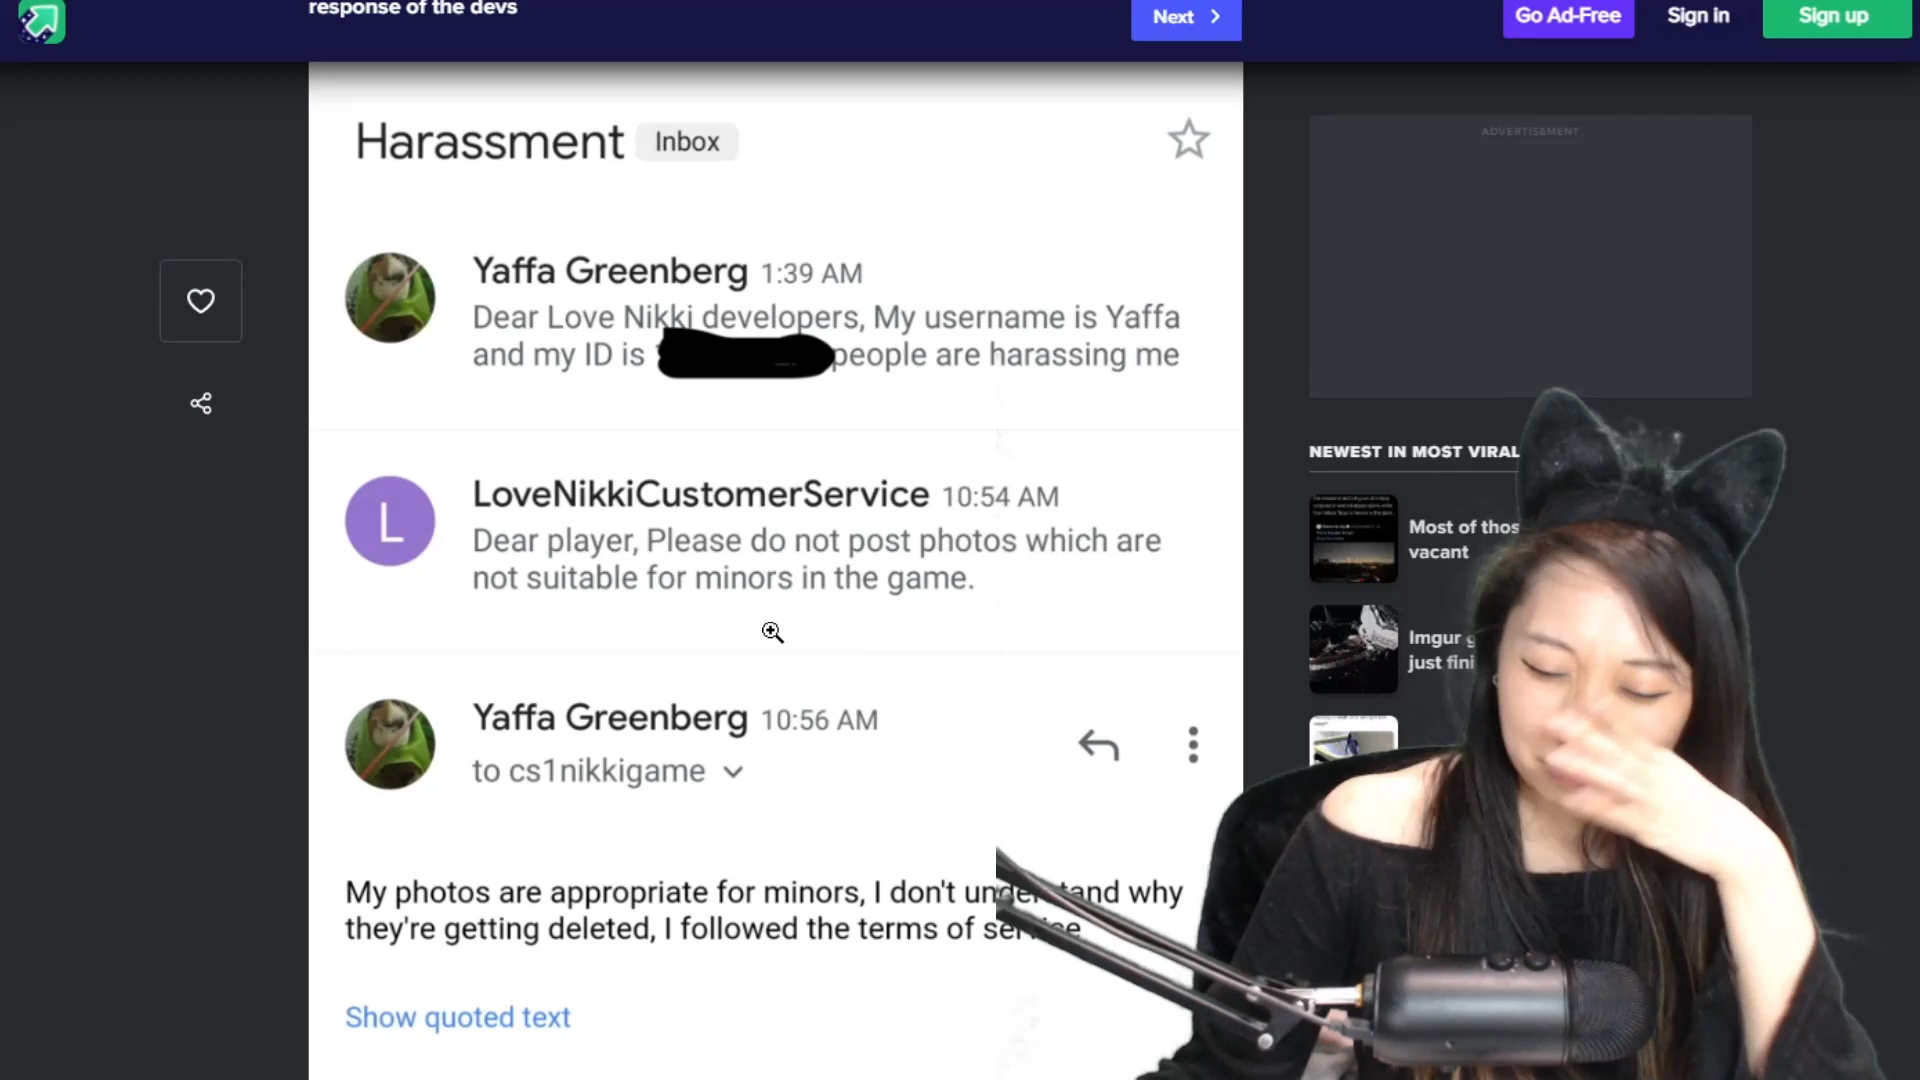 response of the devs
Next
Go Ad-Free
Sign in
Sign up
Harassment
Inbox
ADVERTISEMENT
Yaffa Greenberg 1:39 AM
Dear Love Nikki developers, My username is Yaffa
and my ID is people are harassing me
NEWEST IN MOST VIRAL
LoveNikkiCustomerService 10:54 AM
L
Dear player, Please do not post photos which are
not suitable for minors in the game.
Most of thos
vacant
Imgur g
just fini
Yaffa Greenberg 10:56 AM
to cs1nikkigame
My photos are appropriate for minors, I don't understand why
they're getting deleted, I followed the terms of service
Show quoted text